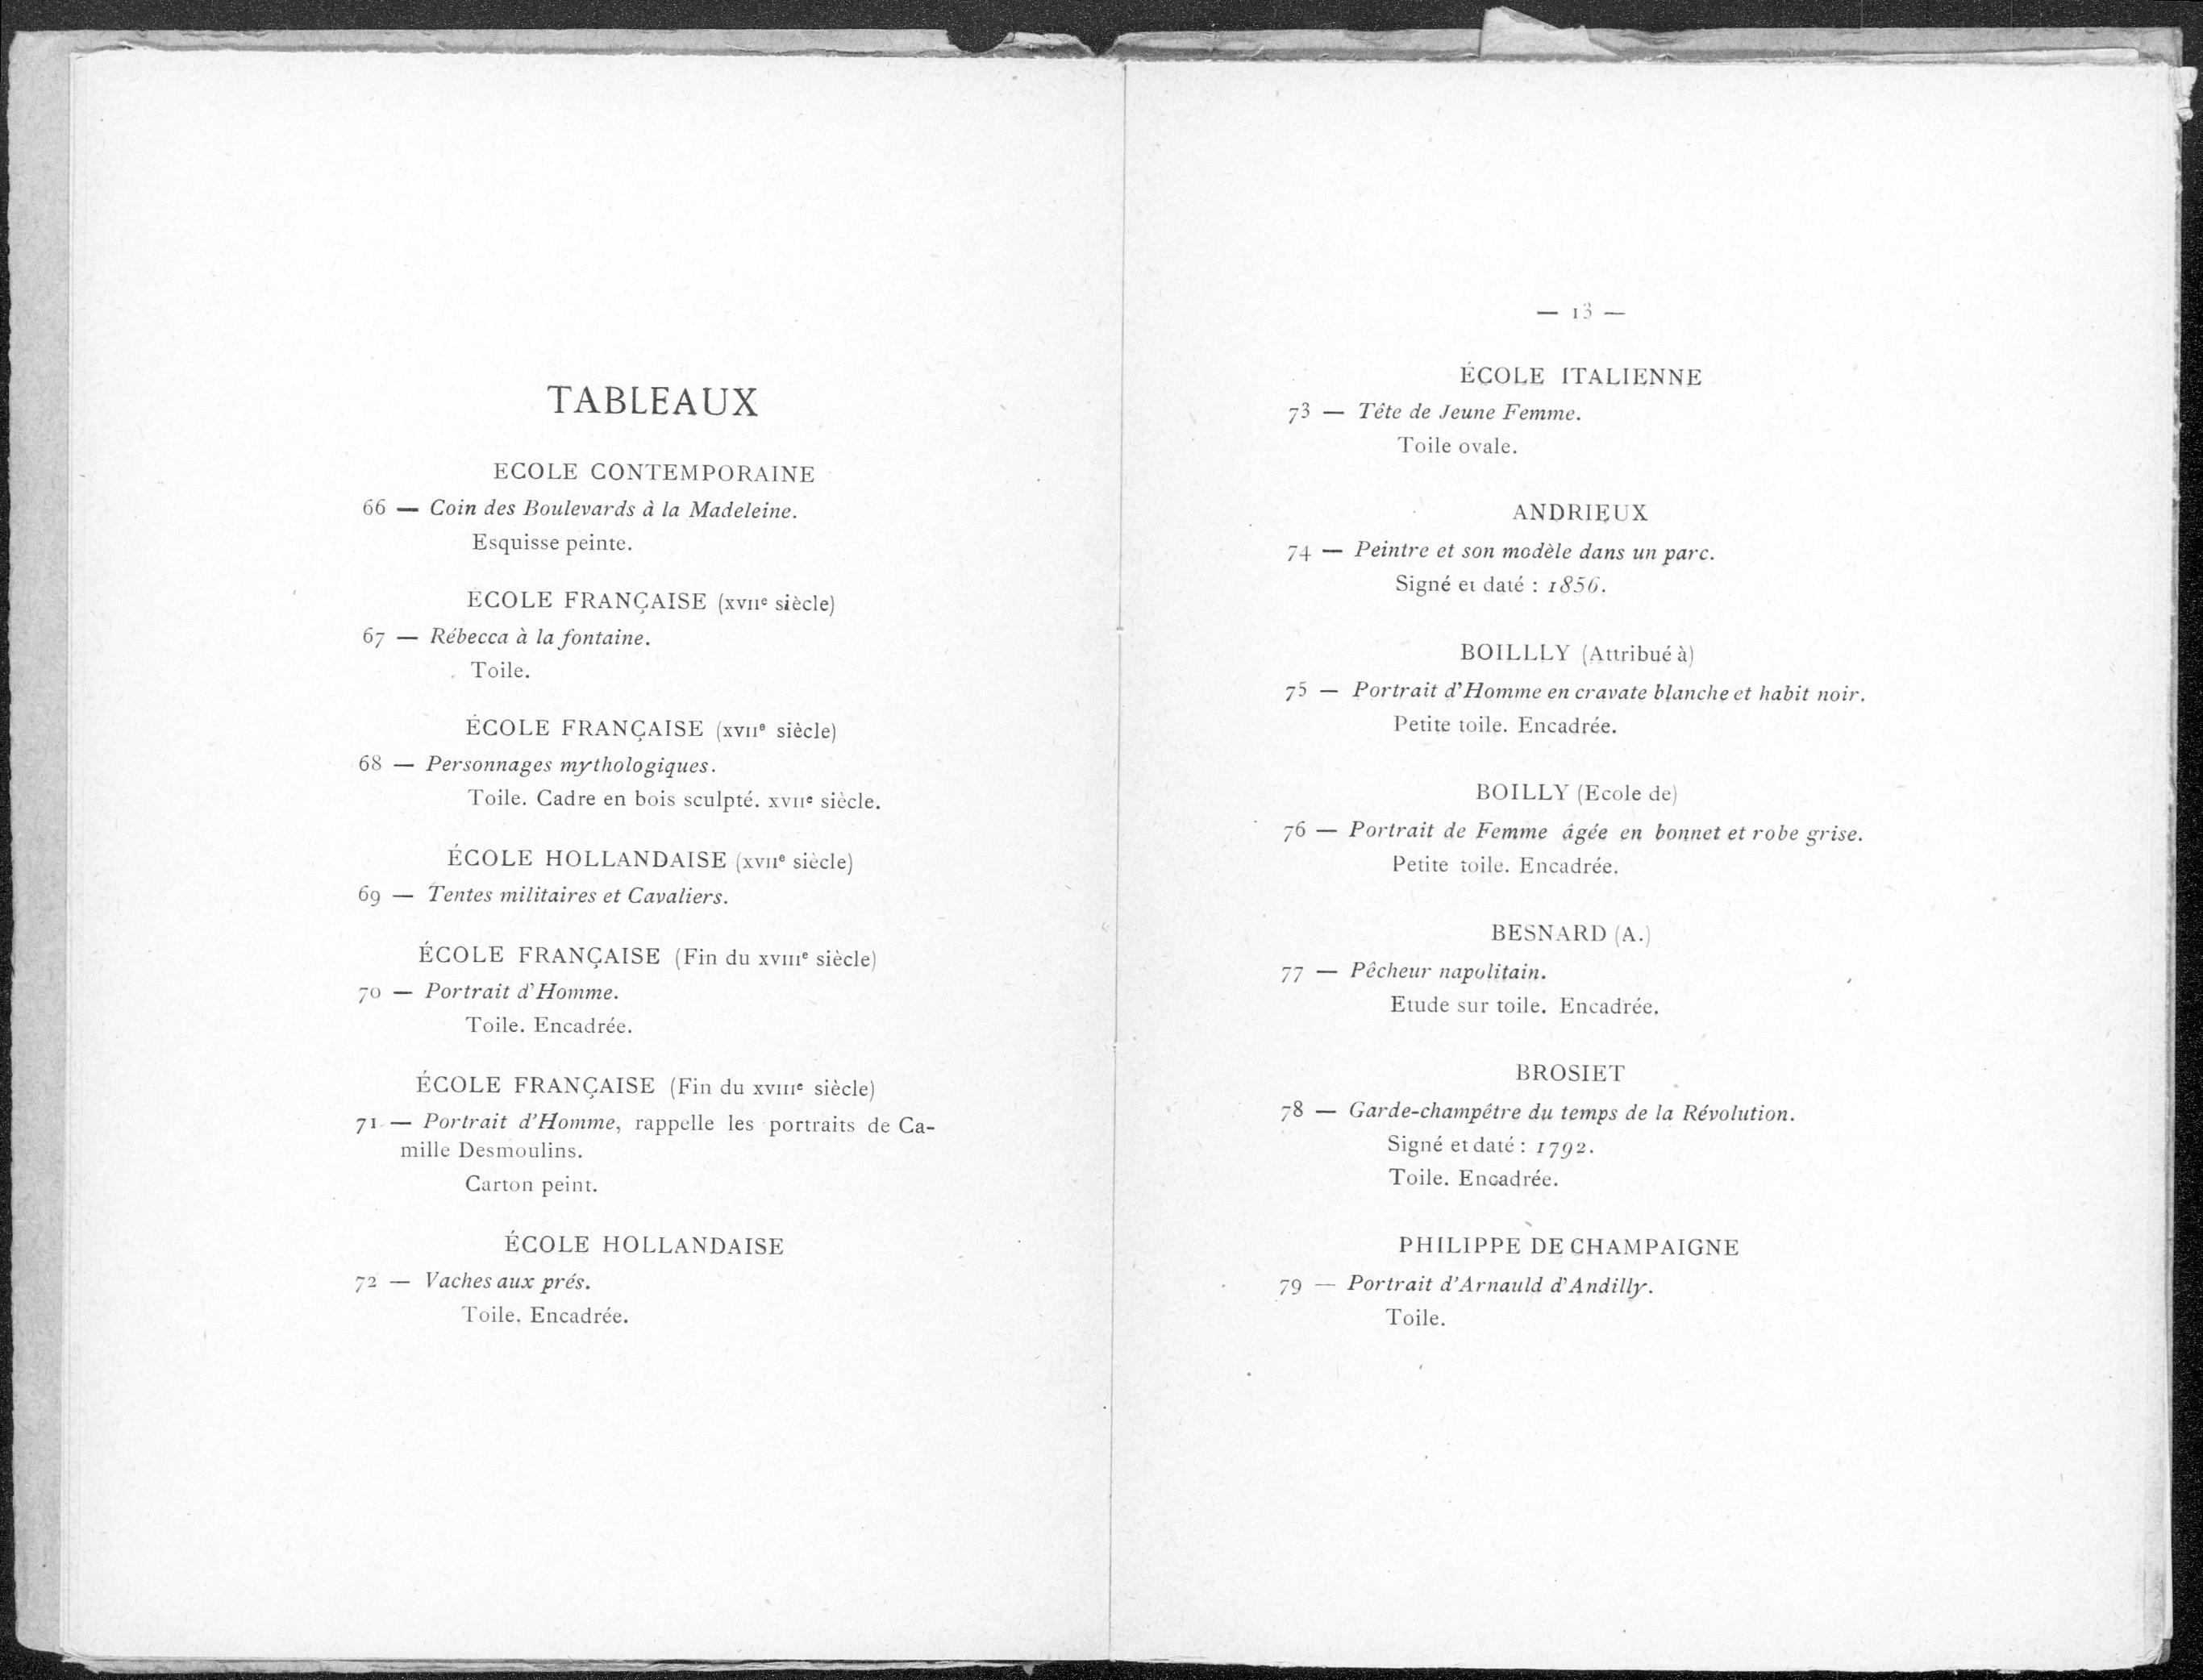 TABLEAUX
ECOLE CONTEMPORAINE
66 — Coin des Boulevards à la Madeleine.
Esquisse peinte.
ÉCOLE FRANÇAISE (XVIIe siècle)
67 — Rébecca à la fontaine.
Toile.
ÉCOLE FRANÇAISE (XVIIe siècle)
68 — Personnages mythologiques.
Toile. Cadre en bois sculpté. XVIIe siècle.
ÉCOLE HOLLANDAISE (XVIIe siècle)
69 — Tentes militaires et Cavaliers.
ÉCOLE FRANÇAISE (Fin du XVIIIe siècle)
70 — Portrait d'Homme.
Toile. Encadrée.
ÉCOLE FRANÇAISE (Fin du XVIIIe siècle)
71 — Portrait d'Homme, rappelle les portraits de Ca-
mille Desmoulins.
Carton peint.
ÉCOLE HOLLANDAISE
72 — Vaches aux prés.
Toile. Encadrée.
— 13 —
ÉCOLE ITALIENNE
73 — Tête de Jeune Femme.
Toile ovale.
ANDRIEUX
74 — Peintre et son modèle dans un parc.
Signé et daté : 1856.
BOILLLY (Attribué à)
75 — Portrait d'Homme en cravate blanche et habit noir.
Petite toile. Encadrée.
BOILLY (Ecole de)
76 — Portrait de Femme âgée en bonnet et robe grise.
Petite toile. Encadrée.
BESNARD (A.)
77 — Pêcheur napolitain.
Etude sur toile. Encadrée.
BROSIET
78 — Garde-champêtre du temps de la Révolution.
Signé et daté : 1792.
Toile. Encadrée.
PHILIPPE DE CHAMPAIGNE
79 — Portrait d'Arnauld d'Andilly.
Toile.